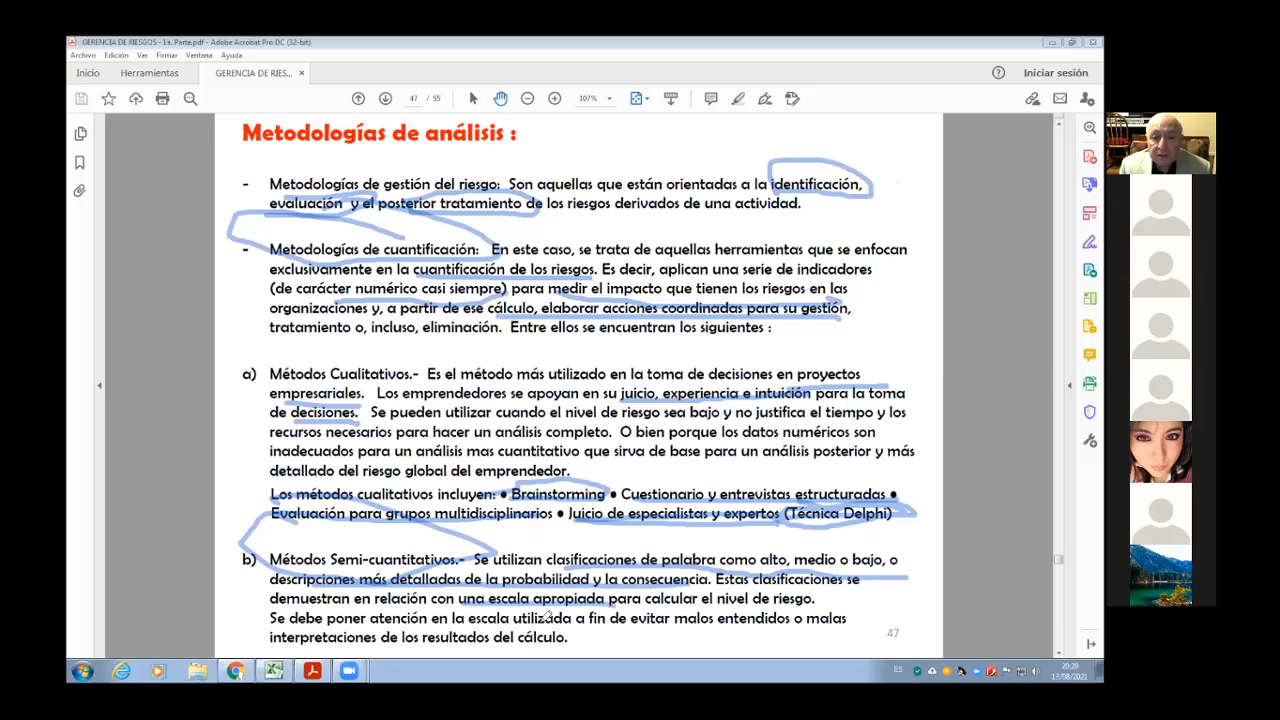 GERENCIA DE RIESGOS - 1a. Parte.pdf - Adobe Acrobat Pro DC (32-bit)
Archivo Edición Ver Firmar Ventana Ayuda
Inicio Herramientas GERENCIA DE RIES... × Iniciar sesión
47 / 55 107%
Metodologías de análisis :
- Metodologías de gestión del riesgo: Son aquellas que están orientadas a la identificación,
evaluación y el posterior tratamiento de los riesgos derivados de una actividad.
- Metodologías de cuantificación: En este caso, se trata de aquellas herramientas que se enfocan
exclusivamente en la cuantificación de los riesgos. Es decir, aplican una serie de indicadores
(de carácter numérico casi siempre) para medir el impacto que tienen los riesgos en las
organizaciones y, a partir de ese cálculo, elaborar acciones coordinadas para su gestión,
tratamiento o, incluso, eliminación. Entre ellos se encuentran los siguientes :
a) Métodos Cualitativos.- Es el método más utilizado en la toma de decisiones en proyectos
empresariales. Los emprendedores se apoyan en su juicio, experiencia e intuición para la toma
de decisiones. Se pueden utilizar cuando el nivel de riesgo sea bajo y no justifica el tiempo y los
recursos necesarios para hacer un análisis completo. O bien porque los datos numéricos son
inadecuados para un análisis mas cuantitativo que sirva de base para un análisis posterior y más
detallado del riesgo global del emprendedor.
Los métodos cualitativos incluyen: • Brainstorming • Cuestionario y entrevistas estructuradas •
Evaluación para grupos multidisciplinarios • Juicio de especialistas y expertos (Técnica Delphi)
b) Métodos Semi-cuantitativos.- Se utilizan clasificaciones de palabra como alto, medio o bajo, o
descripciones más detalladas de la probabilidad y la consecuencia. Estas clasificaciones se
demuestran en relación con una escala apropiada para calcular el nivel de riesgo.
Se debe poner atención en la escala utilizada a fin de evitar malos entendidos o malas
interpretaciones de los resultados del cálculo.
47
ES 20:20
13/08/2021